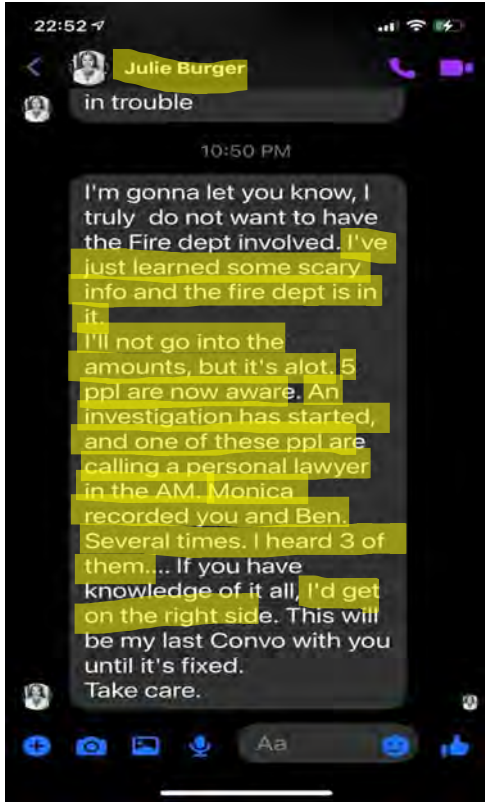 22:52
Julie Burger
in trouble
10:50 PM
I'm gonna let you know, I
truly do not want to have
the Fire dept involved. I've
just learned some scary
info and the fire dept is in
it.
I'll not go into the
amounts, but it's alot. 5
ppl are now aware. An
investigation has started,
and one of these ppl are
calling a personal lawyer
in the AM. Monica
recorded you and Ben.
Several times. I heard 3 of
them.... If you have
knowledge of it all, I'd get
on the right side. This will
be my last Convo with you
until it's fixed.
Take care.
Aa